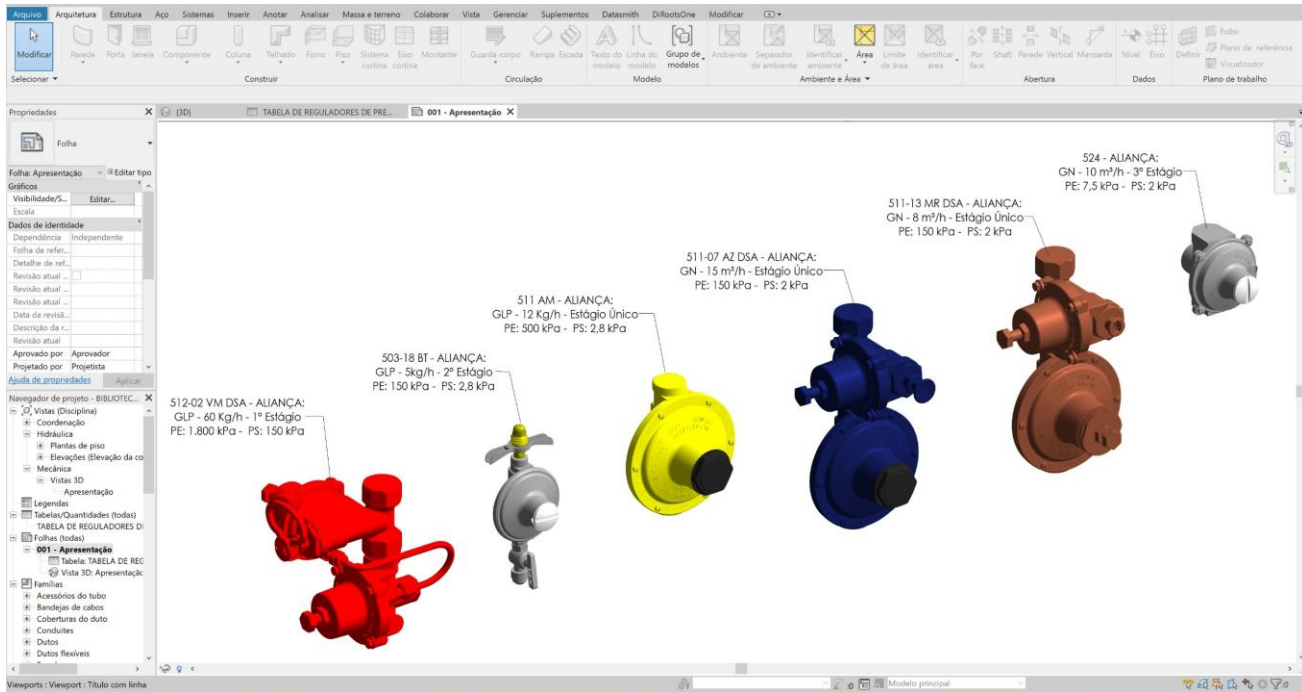 Arquivo Arquitetura Estrutura Aço Sistemas Inserir Anotar Analisar Massa e terreno Colaborar Vista Gerenciar Suplementos Datasmith DiRootsOne Modificar
Modificar Parede Porta Janela Componente Coluna Telhado Forro Piso Sistema cortina Eixo cortina Montante Guarda-corpo Rampa Escada Texto do modelo Linha do modelo Grupo de modelos Ambiente Separador de ambiente Identificar ambiente Área Limite de área Identificar área Por face Shaft Parede Vertical Mansarda Nível Eixo Definir Exibir
Plano de referência
Visualizador
Selecionar Construir Circulação Modelo Ambiente e Área Abertura Dados Plano de trabalho
Propriedades X
(3D) TABELA DE REGULADORES DE PRE... 001 - Apresentação X
Folha
Folha: Apresentação Editar tipo
Gráficos
Visibilidade/S... Editar...
Escala
Dados de identidade
Dependência Independente
Folha de refer...
Detalhe de ref...
Revisão atual ...
Revisão atual ...
Revisão atual ...
Data da revisã...
Descrição da r...
Revisão atual
Aprovado por Aprovador
Projetado por Projetista
Ajuda de propriedades Aplicar
Navegador de projeto - BIBLIOTEC... X
Vistas (Disciplina)
Coordenação
Hidráulica
Plantas de piso
Elevações (Elevação da co
Mecânica
Vistas 3D
Apresentação
Legendas
Tabelas/Quantidades (todas)
TABELA DE REGULADORES DI
Folhas (todas)
001 - Apresentação
Tabela: TABELA DE REG
Vista 3D: Apresentação
Famílias
Acessórios do tubo
Bandejas de cabos
Coberturas do duto
Conduites
Dutos
Dutos flexíveis
512-02 VM DSA - ALIANÇA:
GLP - 60 Kg/h - 1º Estágio
PE: 1.800 kPa - PS: 150 kPa
503-18 BT - ALIANÇA:
GLP - 5kg/h - 2º Estágio
PE: 150 kPa - PS: 2,8 kPa
511 AM - ALIANÇA:
GLP - 12 Kg/h - Estágio Único
PE: 500 kPa - PS: 2,8 kPa
511-07 AZ DSA - ALIANÇA:
GN - 15 m³/h - Estágio Único
PE: 150 kPa - PS: 2 kPa
511-13 MR DSA - ALIANÇA:
GN - 8 m³/h - Estágio Único
PE: 150 kPa - PS: 2 kPa
524 - ALIANÇA:
GN - 10 m³/h - 3º Estágio
PE: 7,5 kPa - PS: 2 kPa
Viewports : Viewport : Título com linha :0 Modelo principal :0